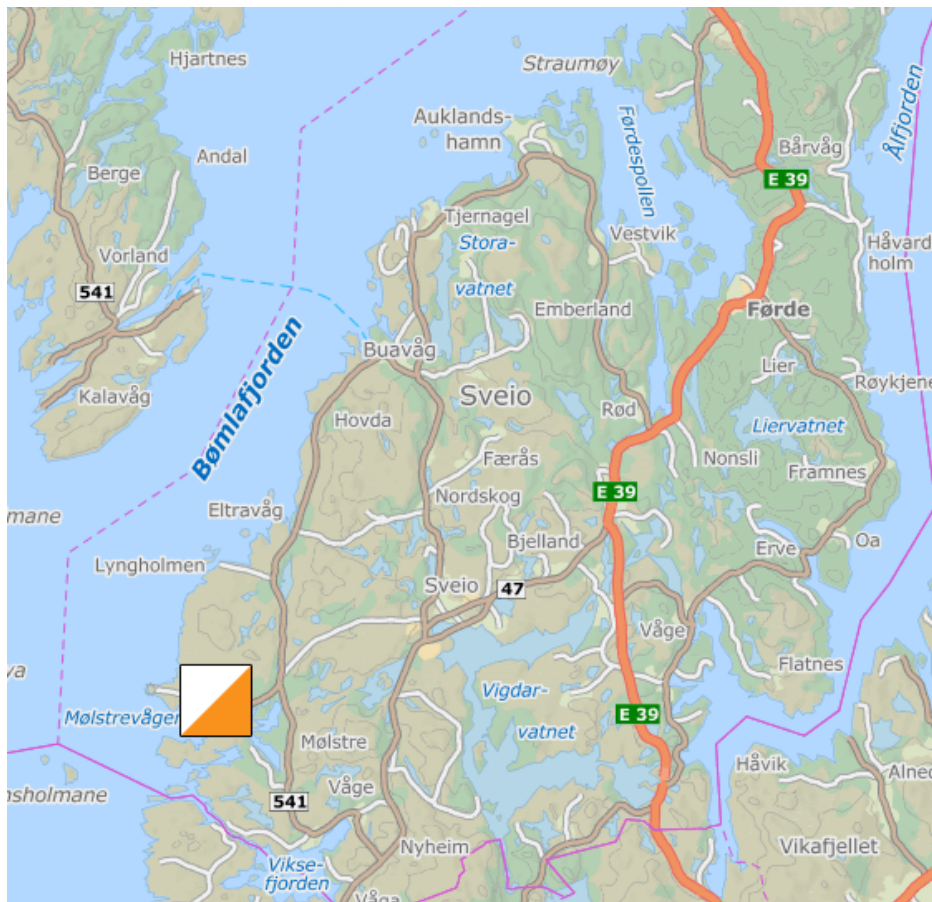 Hjartnes
Straumøy
Ålfjorden
Auklands-
hamn
Førdespollen
Andal
Bårvåg
Berge
E 39
Tjernagel
Vestvik
Stora-
vatnet
Håvard
holm
Vorland
541
Emberland
Førde
Bømlafjorden
Buavåg
Lier
Røykjene
Kalavåg
Sveio
Hovda
Rød
Liervatnet
Færås
Nonsli
Framnes
Nordskog
E 39
Eltravåg
mane
Bjelland
Oa
Erve
Lyngholmen
Sveio
47
Våge
Flatnes
va
Vigdar-
vatnet
Mølstrevågen
E 39
Mølstre
Håvik
Alned
nsholmane
541
Våge
Nyheim
Vikafjellet
Vikse-
fjorden
Våga